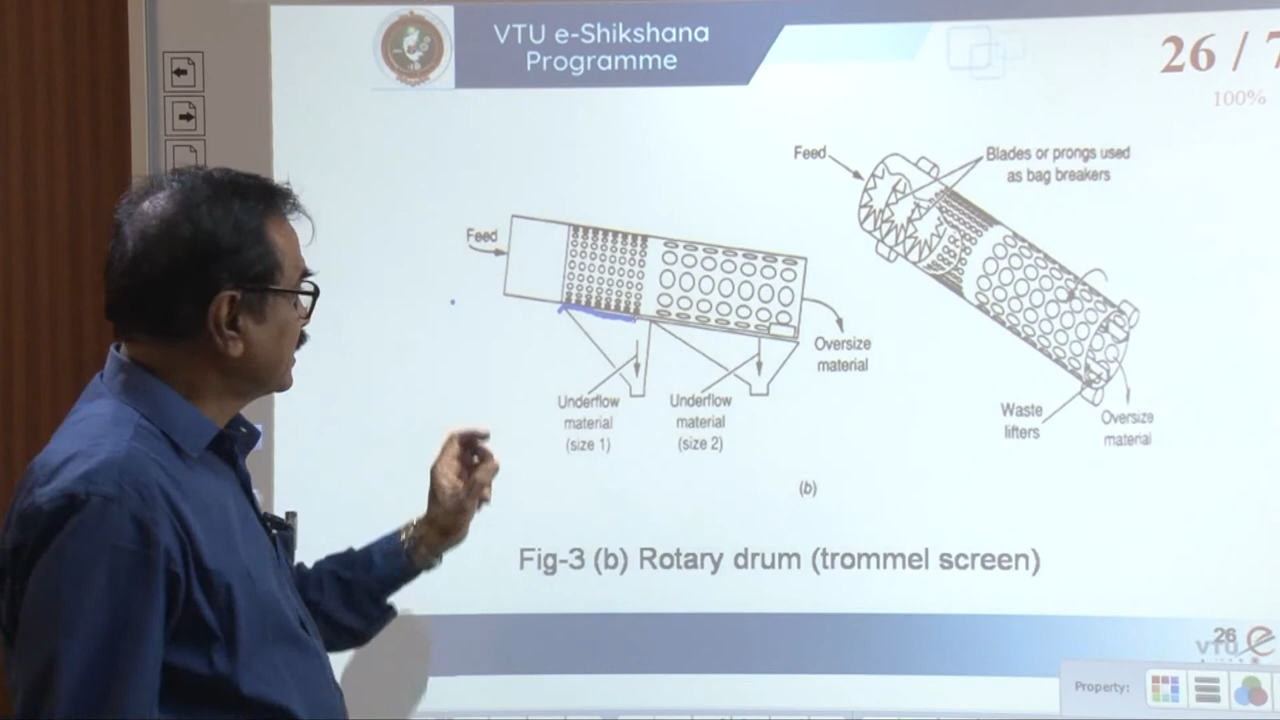 VTU e-Shikshana
Programme
26 / 7
100%
Feed
Blades or prongs used
as bag breakers
Feed
Oversize
material
Underflow
material
(size 1)
Underflow
material
(size 2)
Waste
lifters
Oversize
material
(b)
Fig-3 (b) Rotary drum (trommel screen)
26
VTU e
Property: